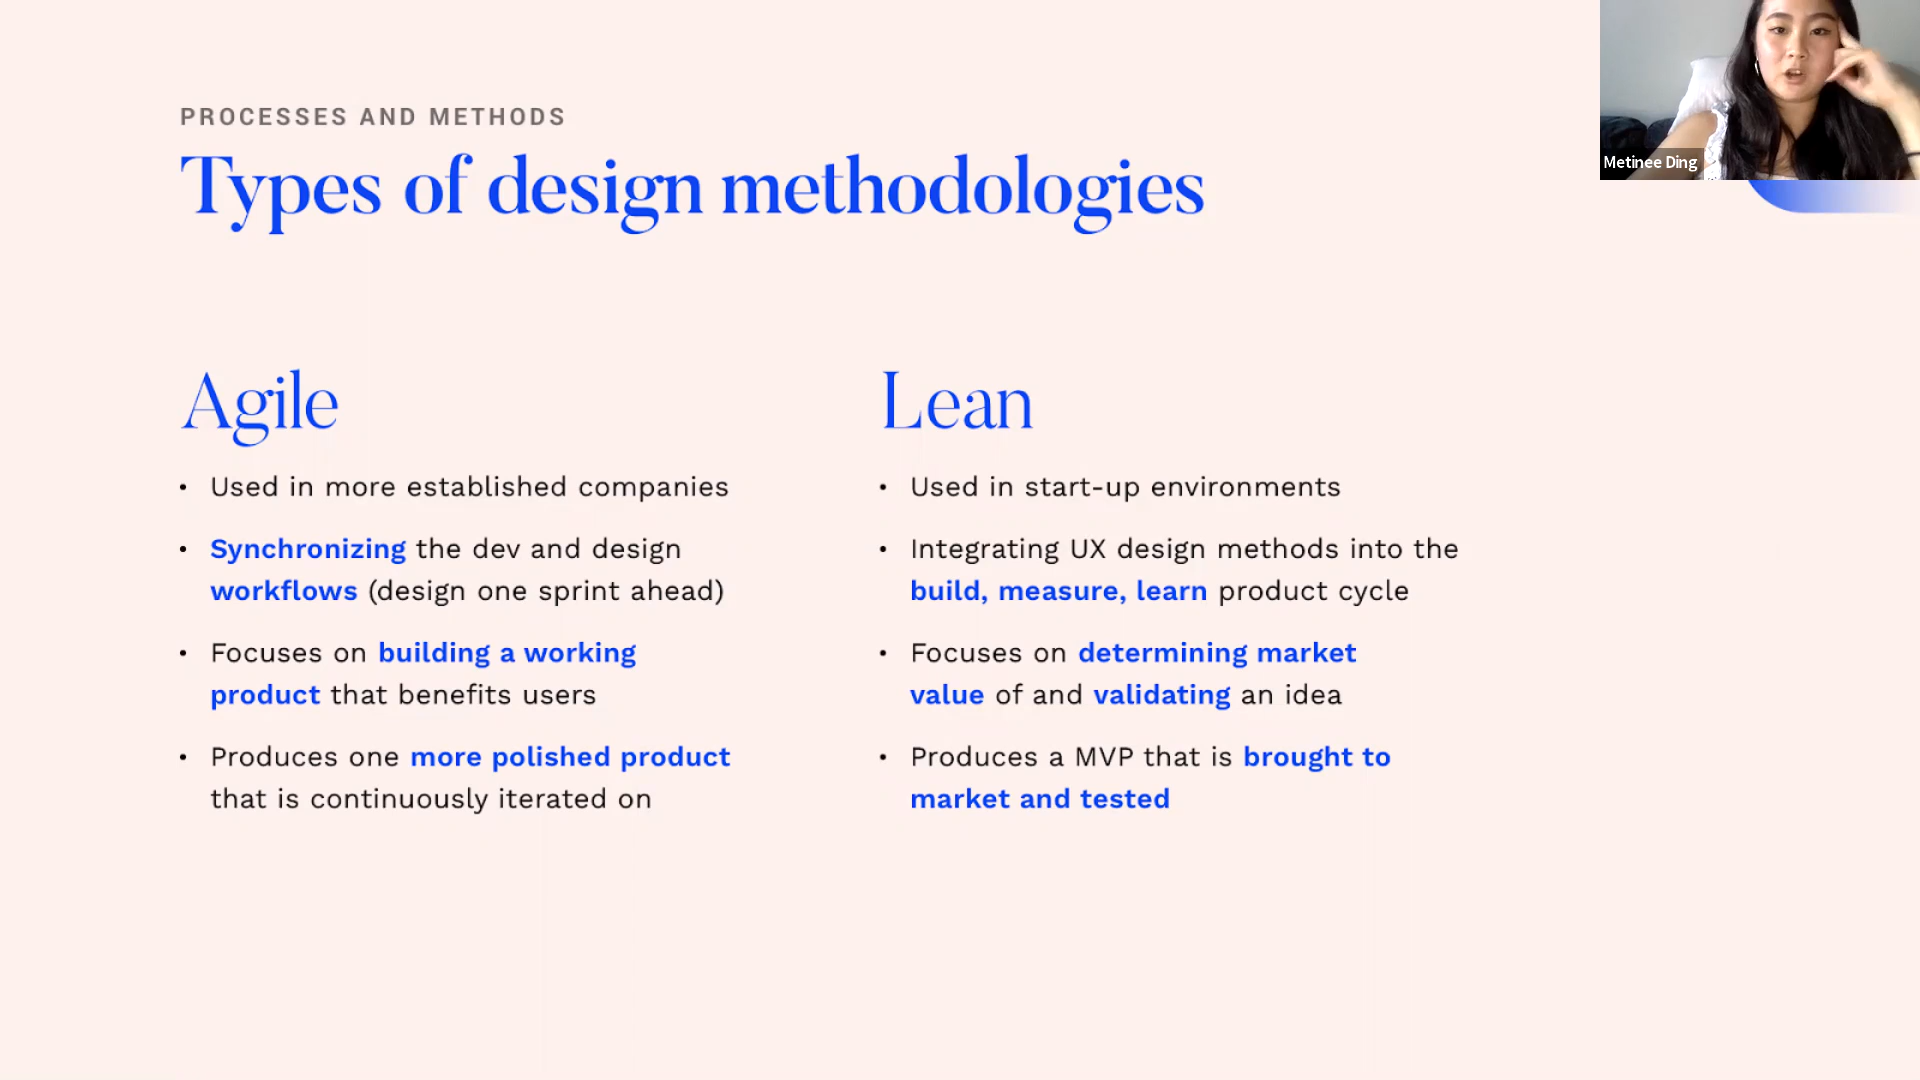 PROCESSES AND METHODS
Types of design methodologies
Metinee Ding
Agile
• Used in more established companies
• Synchronizing the dev and design
workflows (design one sprint ahead)
• Focuses on building a working
product that benefits users
• Produces one more polished product
that is continuously iterated on
Lean
• Used in start-up environments
• Integrating UX design methods into the
build, measure, learn product cycle
• Focuses on determining market
value of and validating an idea
• Produces a MVP that is brought to
market and tested